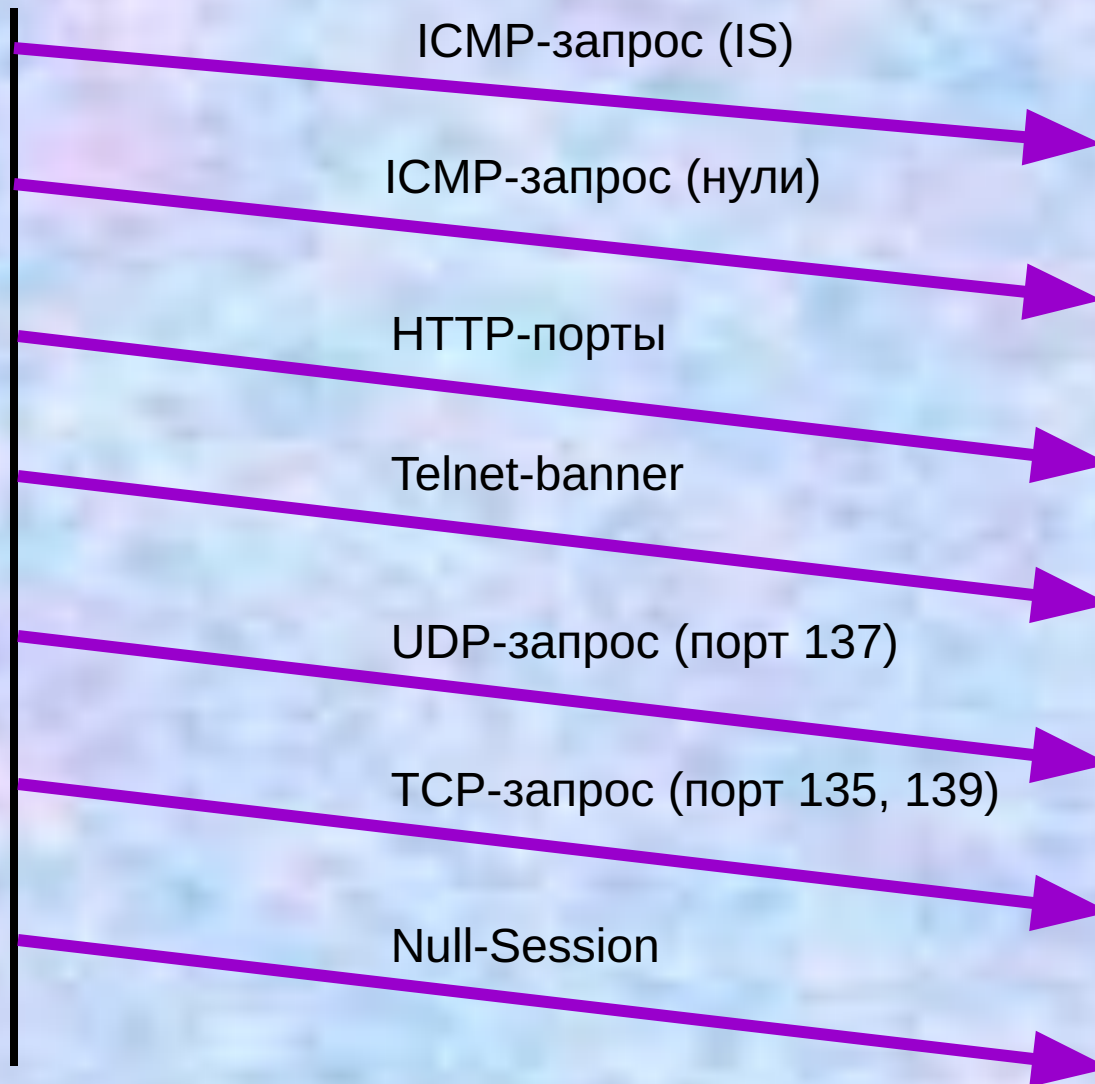 ICMP-запрос (IS)
ICMP-запрос (нули)
HTTP-порты
Telnet-banner
UDP-запрос (порт 137)
TCP-запрос (порт 135, 139)
Null-Session